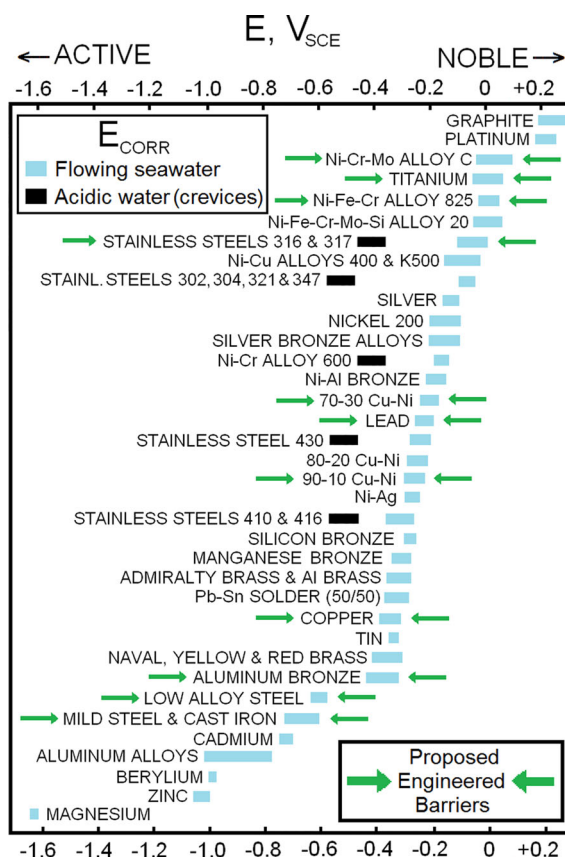 E, V_SCE
← ACTIVE NOBLE →
-1.6 -1.4 -1.2 -1.0 -0.8 -0.6 -0.4 -0.2 0 +0.2
E_CORR
Flowing seawater
Acidic water (crevices)
GRAPHITE
PLATINUM
Ni-Cr-Mo ALLOY C
TITANIUM
Ni-Fe-Cr ALLOY 825
Ni-Fe-Cr-Mo-Si ALLOY 20
STAINLESS STEELS 316 & 317
Ni-Cu ALLOYS 400 & K500
STAINL. STEELS 302, 304, 321 & 347
SILVER
NICKEL 200
SILVER BRONZE ALLOYS
Ni-Cr ALLOY 600
Ni-Al BRONZE
70-30 Cu-Ni
LEAD
STAINLESS STEEL 430
80-20 Cu-Ni
90-10 Cu-Ni
Ni-Ag
STAINLESS STEELS 410 & 416
SILICON BRONZE
MANGANESE BRONZE
ADMIRALTY BRASS & Al BRASS
Pb-Sn SOLDER (50/50)
COPPER
TIN
NAVAL, YELLOW & RED BRASS
ALUMINUM BRONZE
LOW ALLOY STEEL
MILD STEEL & CAST IRON
CADMIUM
ALUMINUM ALLOYS
BERYLIUM
ZINC
MAGNESIUM
Proposed
Engineered
Barriers
-1.6 -1.4 -1.2 -1.0 -0.8 -0.6 -0.4 -0.2 0 +0.2